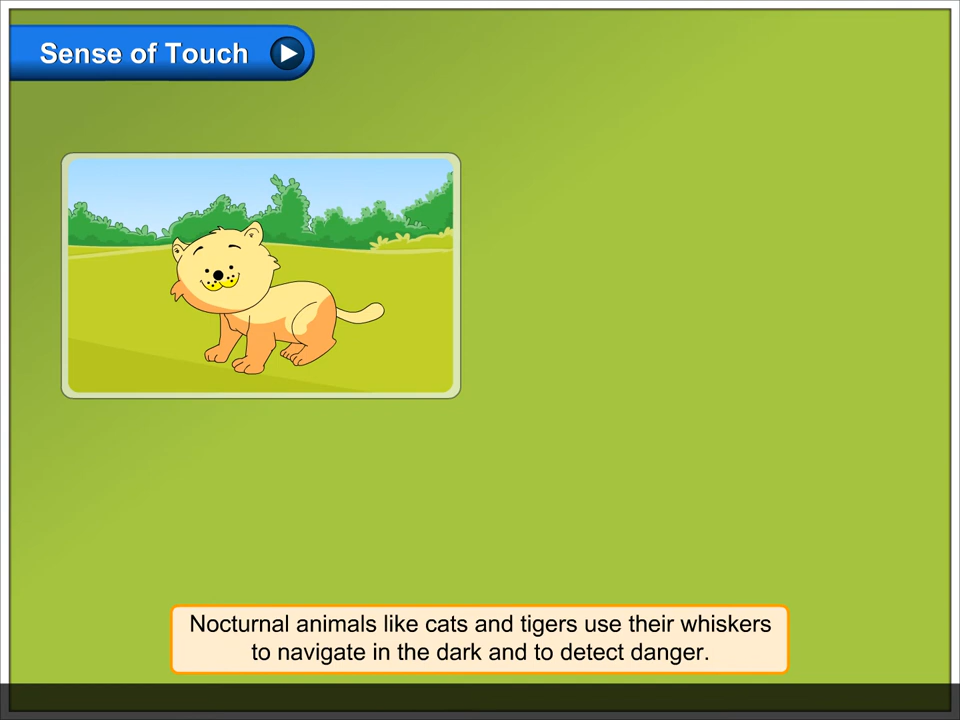 Sense of Touch
Nocturnal animals like cats and tigers use their whiskers
to navigate in the dark and to detect danger.